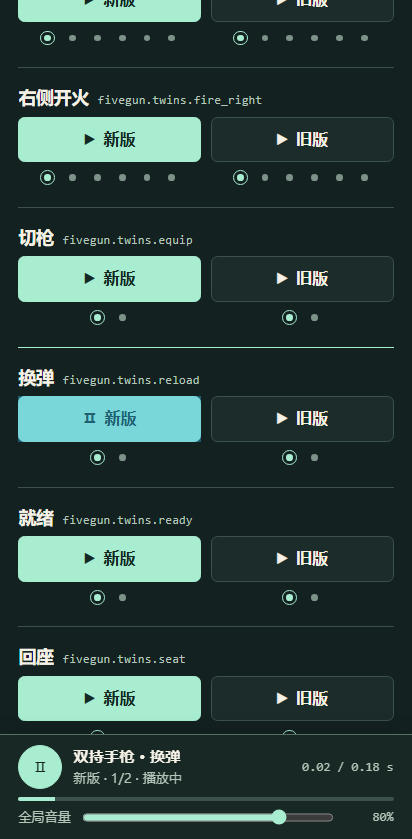 新版 旧版
右侧开火 fivegun.twins.fire_right
新版 旧版
切枪 fivegun.twins.equip
新版 旧版
换弹 fivegun.twins.reload
新版 旧版
就绪 fivegun.twins.ready
新版 旧版
回座 fivegun.twins.seat
新版 旧版
双持手枪 · 换弹
新版 · 1/2 · 播放中
0.02 / 0.18 s
全局音量 80%